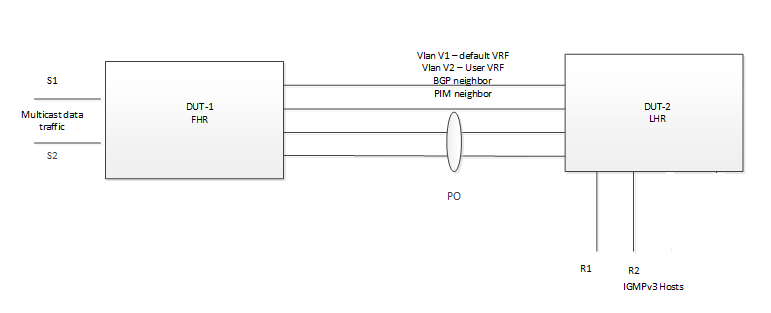 Vlan V1 – default VRF
Vlan V2 – User VRF
BGP neighbor
PIM neighbor
S1
Multicast data
traffic
S2
DUT-1
FHR
DUT-2
LHR
PO
R1
R2
IGMPv3 Hosts